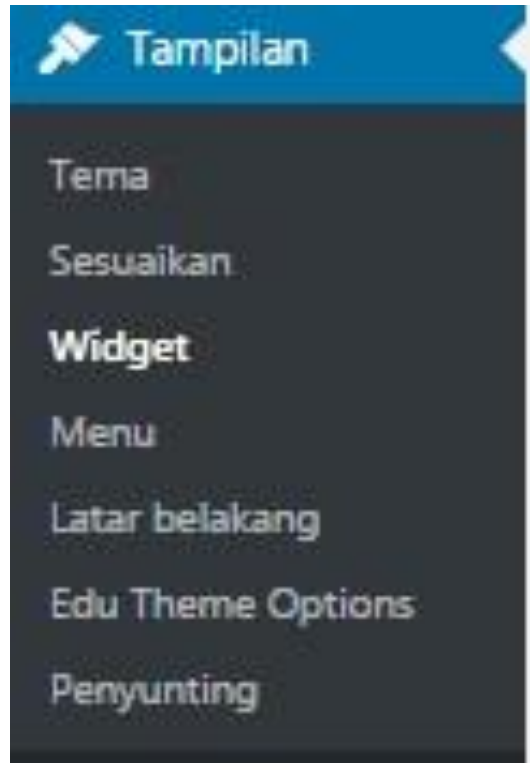 Tampilan
Tema
Sesuaikan
Widget
Menu
Latar belakang
Edu Theme Options
Penyunting